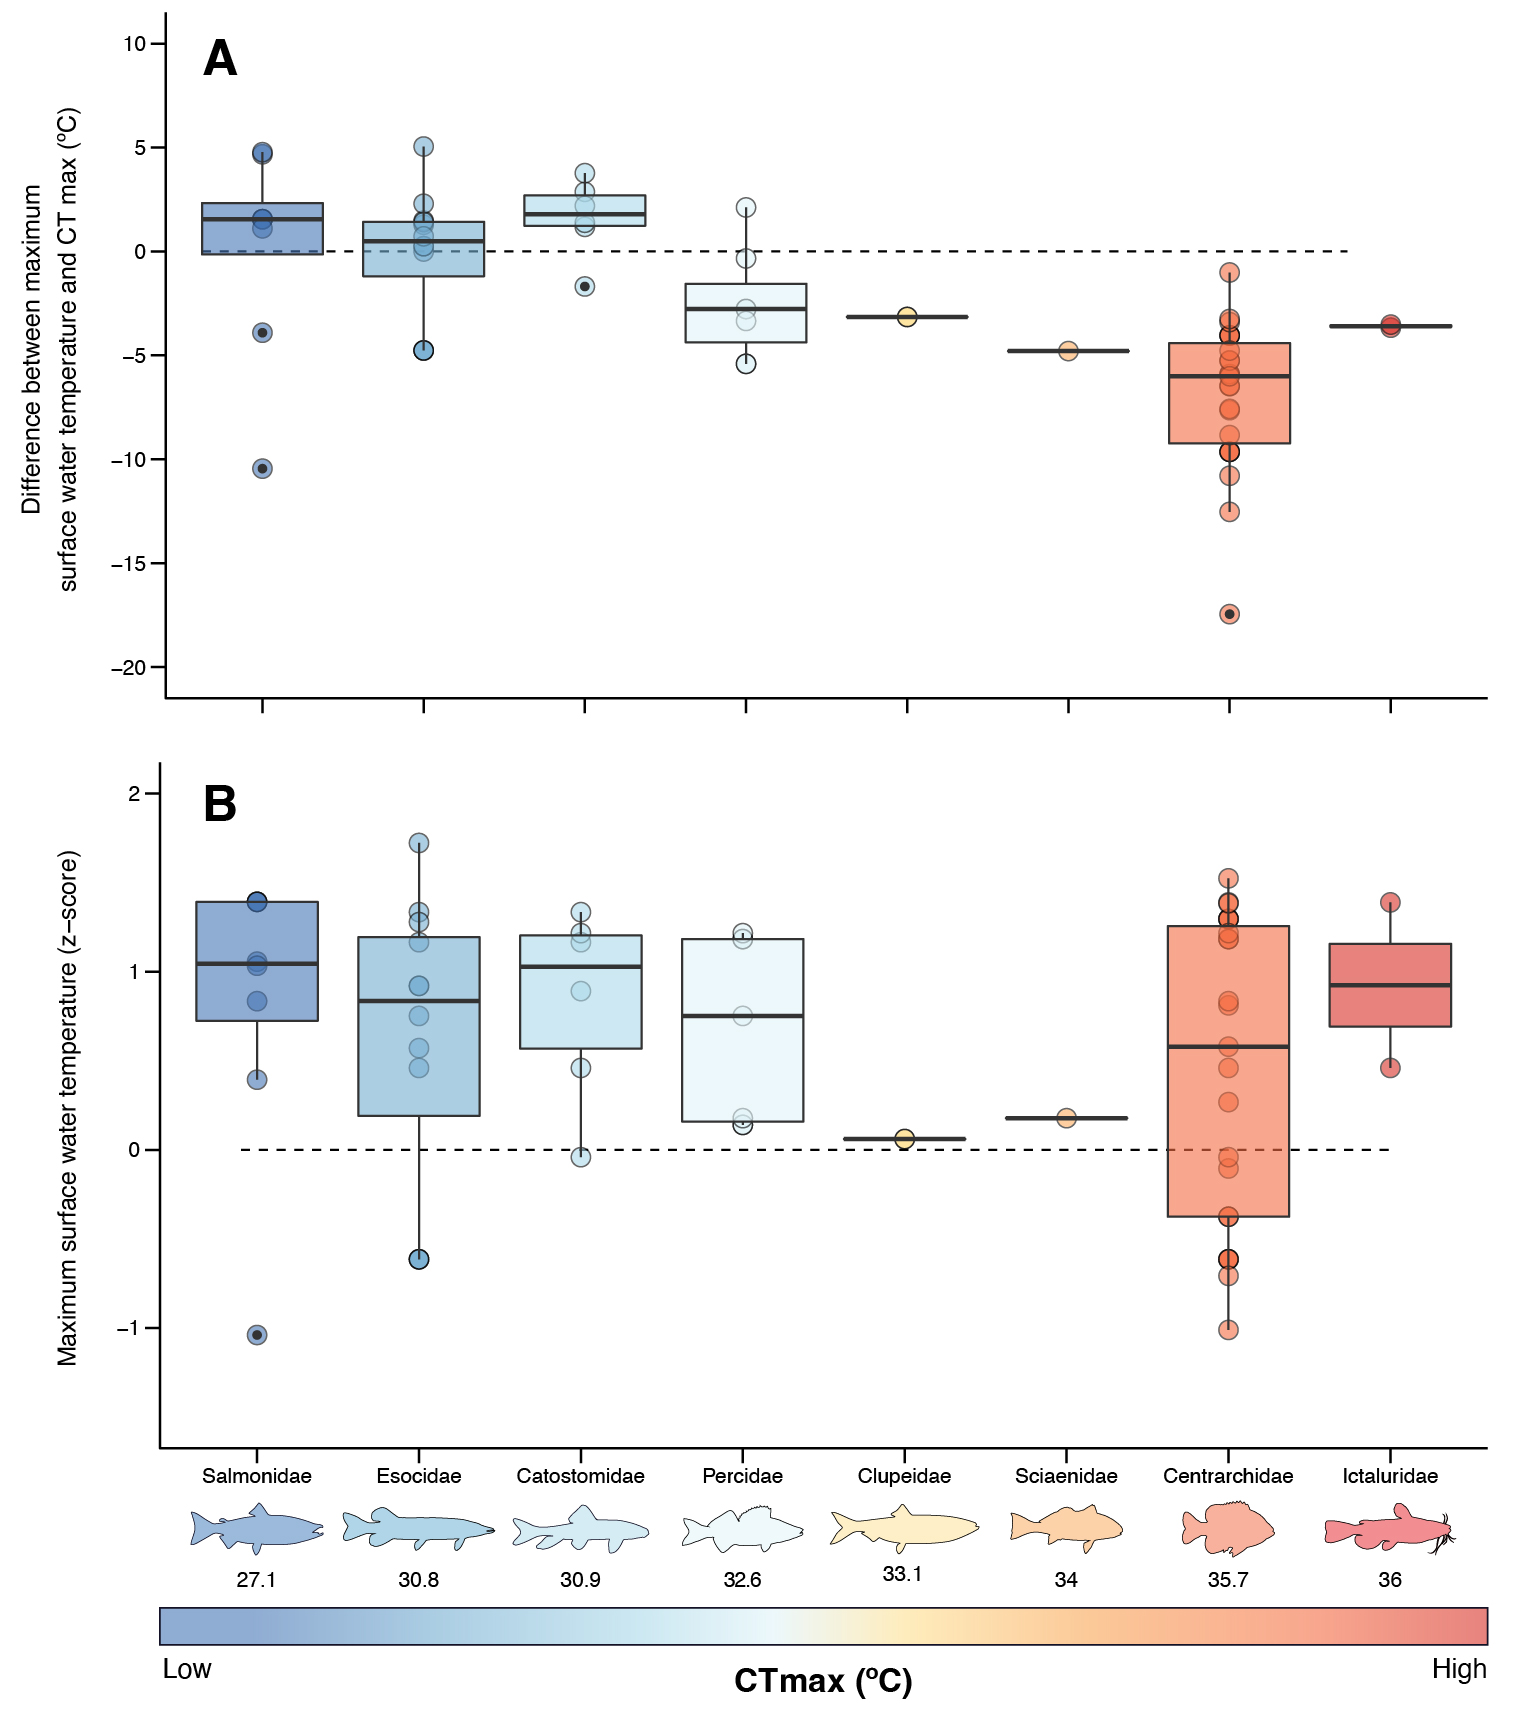 A
Difference between maximum
surface water temperature and CT max (ºC)
10
5
0
−5
−10
−15
−20
B
Maximum surface water temperature (z−score)
2
1
0
−1
Salmonidae Esocidae Catostomidae Percidae Clupeidae Sciaenidae Centrarchidae Ictaluridae
27.1 30.8 30.9 32.6 33.1 34 35.7 36
Low High
CTmax (ºC)